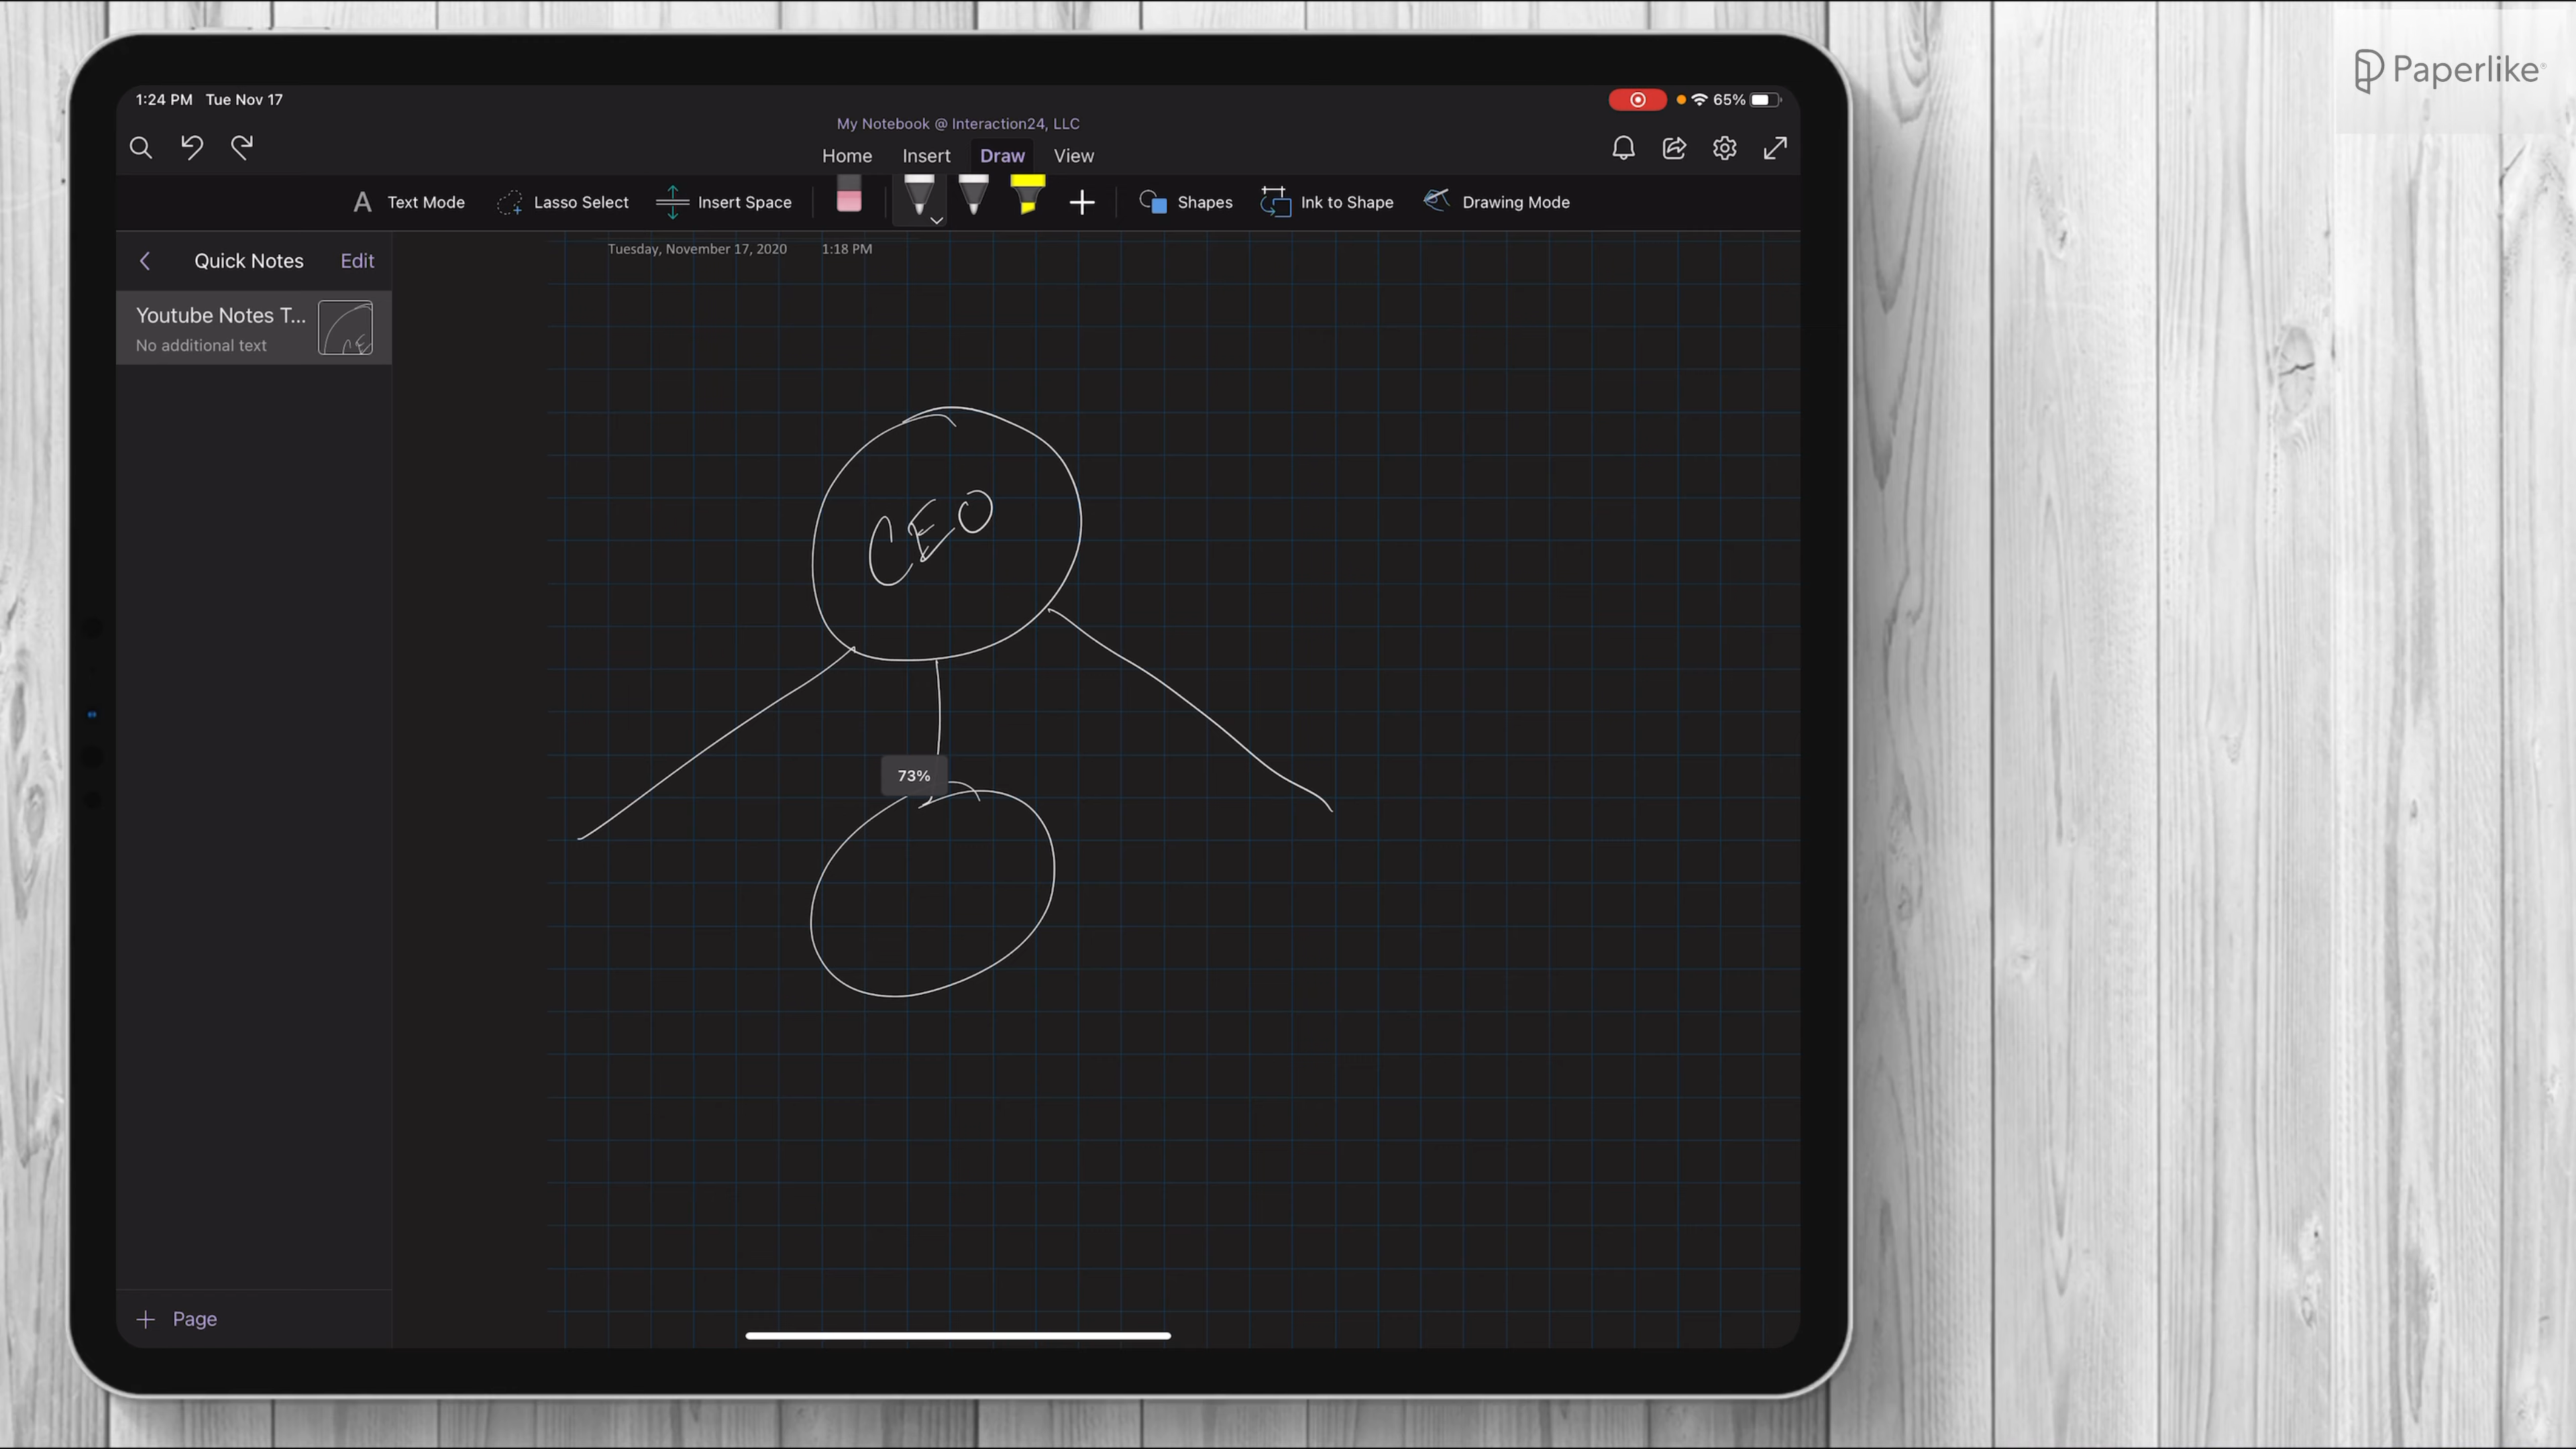 Paperlike
1:24 PM Tue Nov 17
65%
My Notebook @ Interaction24, LLC
Home Insert Draw View
A Text Mode Lasso Select Insert Space Shapes Ink to Shape Drawing Mode
Quick Notes Edit
Tuesday, November 17, 2020 1:18 PM
Youtube Notes T...
No additional text
CE
CEO
73%
+ Page